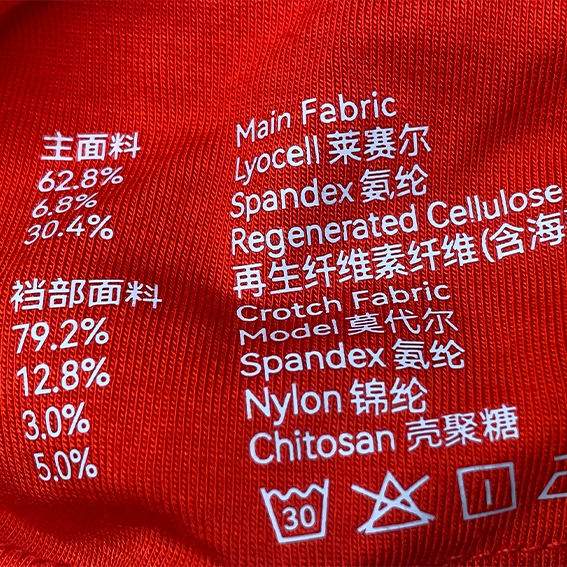 主面料
62.8%
6.8%
30.4%
裆部面料
79.2%
12.8%
3.0%
5.0%
Main Fabric
Lyocell 莱赛尔
Spandex 氨纶
Regenerated Cellulose
再生纤维素纤维(含海
Crotch Fabric
Model 莫代尔
Spandex 氨纶
Nylon 锦纶
Chitosan 壳聚糖
30